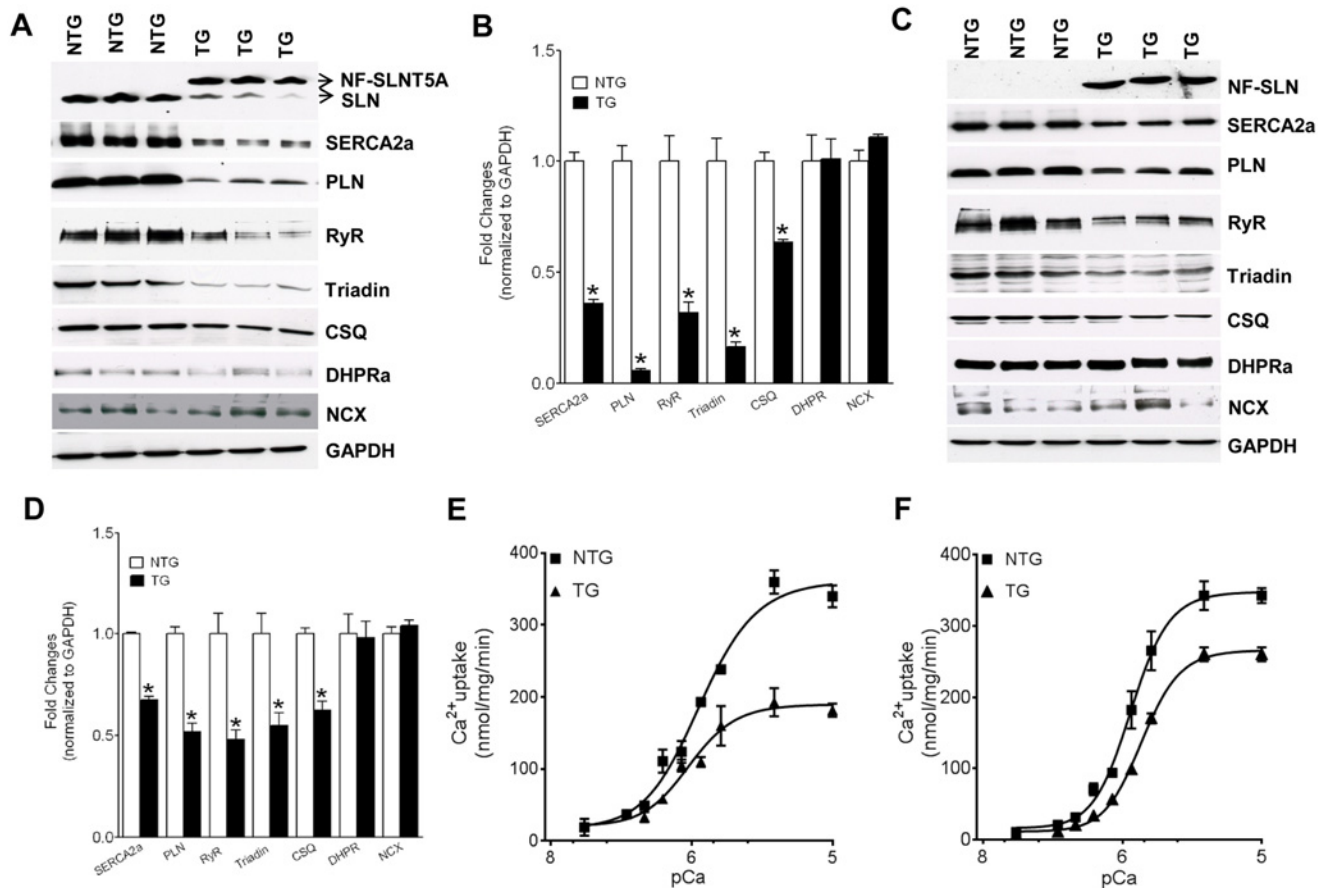 A
NTG NTG NTG TG TG TG
NF-SLNT5A
SLN
SERCA2a
PLN
RyR
Triadin
CSQ
DHPRa
NCX
GAPDH
B
1.5
1.0
0.5
0.0
Fold Changes
(normalized to GAPDH)
NTG
TG
* * * * *
SERCA2a PLN RyR Triadin CSQ DHPR NCX
C
NTG NTG NTG TG TG TG
NF-SLN
SERCA2a
PLN
RyR
Triadin
CSQ
DHPRa
NCX
GAPDH
D
1.5
1.0
0.5
0.0
Fold Changes
(normalized to GAPDH)
NTG
TG
* * * * *
SERCA2a PLN RyR Triadin CSQ DHPR NCX
E
NTG
TG
400
300
200
100
0
Ca2+uptake
(nmol/mg/min)
8 6 5
pCa
F
NTG
TG
400
300
200
100
0
Ca2+uptake
(nmol/mg/min)
8 6 5
pCa